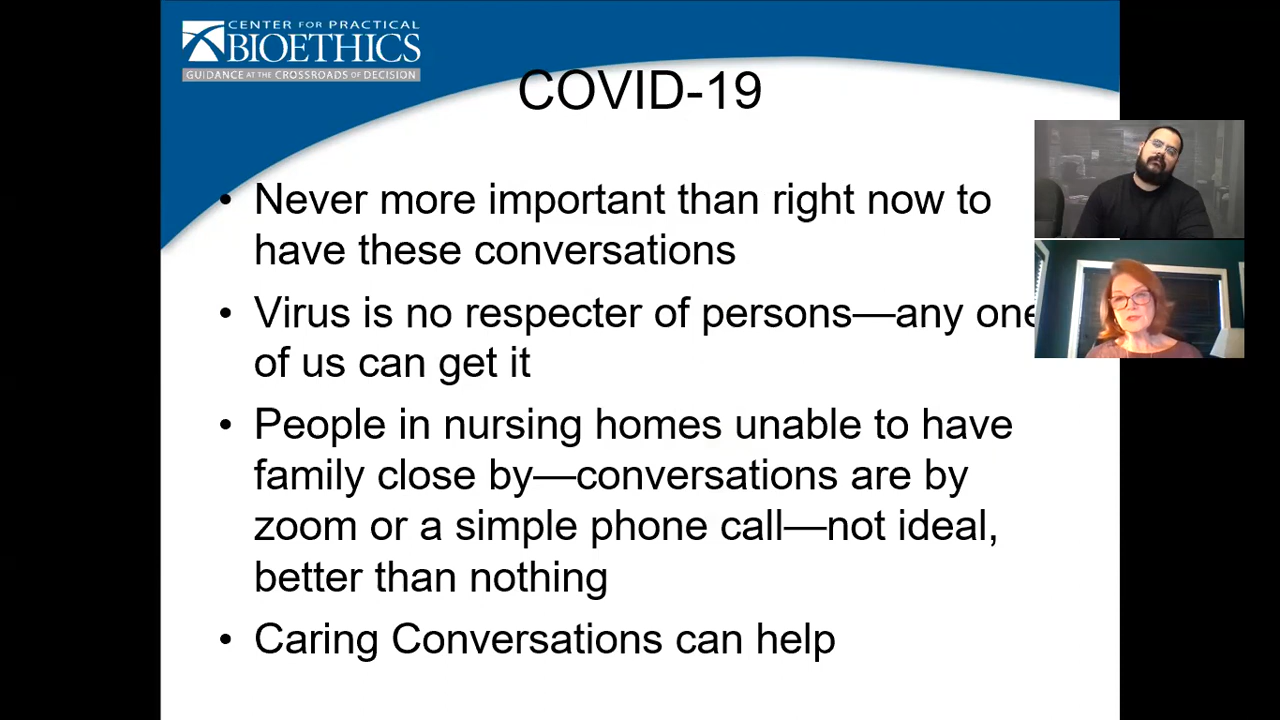 CENTER FOR PRACTICAL
BIOETHICS
GUIDANCE AT THE CROSSROADS OF DECISION
COVID-19
• Never more important than right now to
have these conversations
• Virus is no respecter of persons—any one
of us can get it
• People in nursing homes unable to have
family close by—conversations are by
zoom or a simple phone call—not ideal,
better than nothing
• Caring Conversations can help